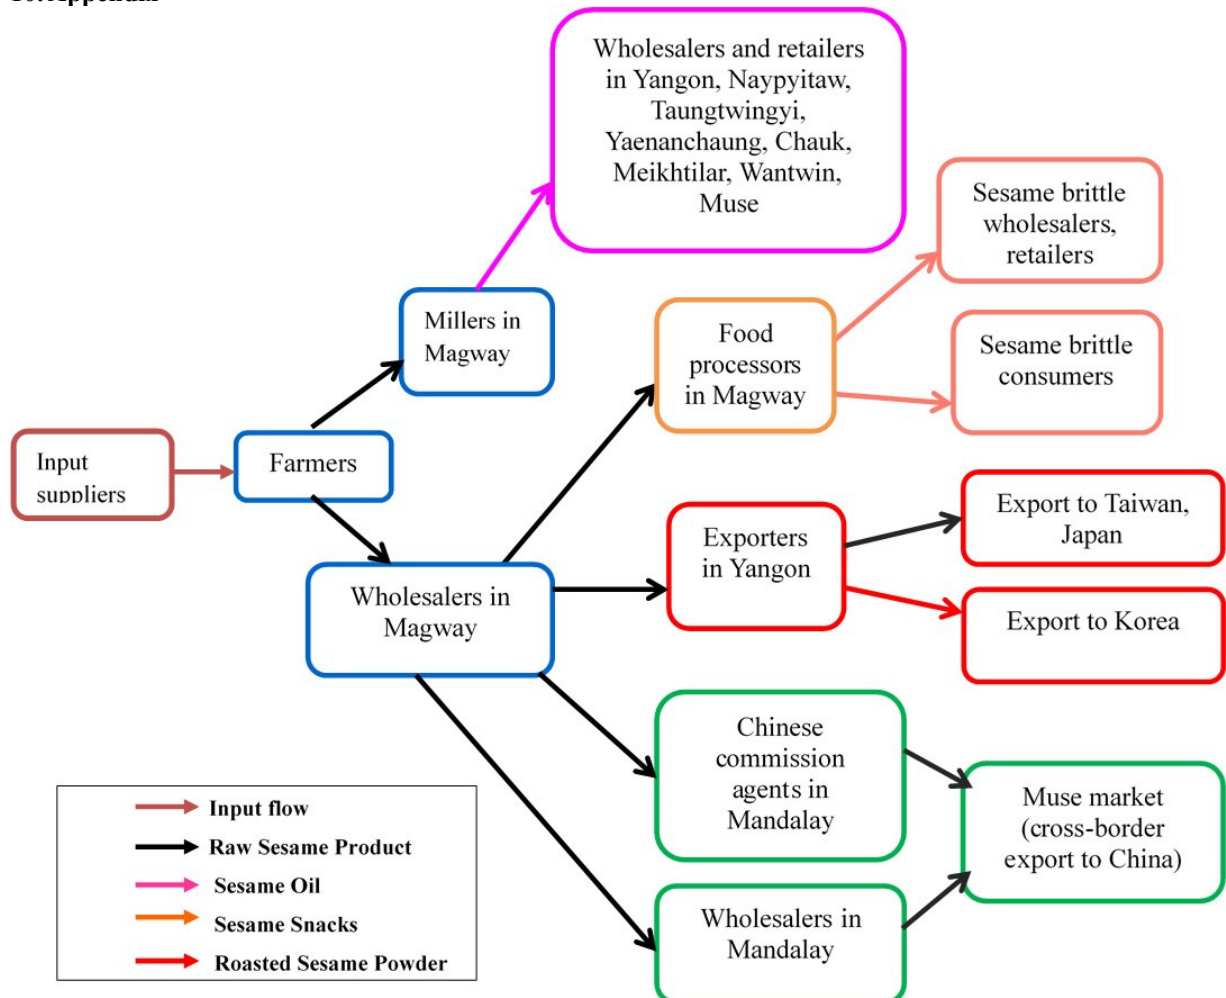 Wholesalers and retailers
in Yangon, Naypyitaw,
Taungtwingyi,
Yaenanchaung, Chauk,
Meikhtilar, Wantwin,
Muse
Sesame brittle
wholesalers,
retailers
Millers in
Magway
Food
processors
in Magway
Sesame brittle
consumers
Input
suppliers
Farmers
Exporters
in Yangon
Export to Taiwan,
Japan
Wholesalers in
Magway
Export to Korea
Chinese
commission
agents in
Mandalay
Muse market
(cross-border
export to China)
Wholesalers in
Mandalay
Input flow
Raw Sesame Product
Sesame Oil
Sesame Snacks
Roasted Sesame Powder